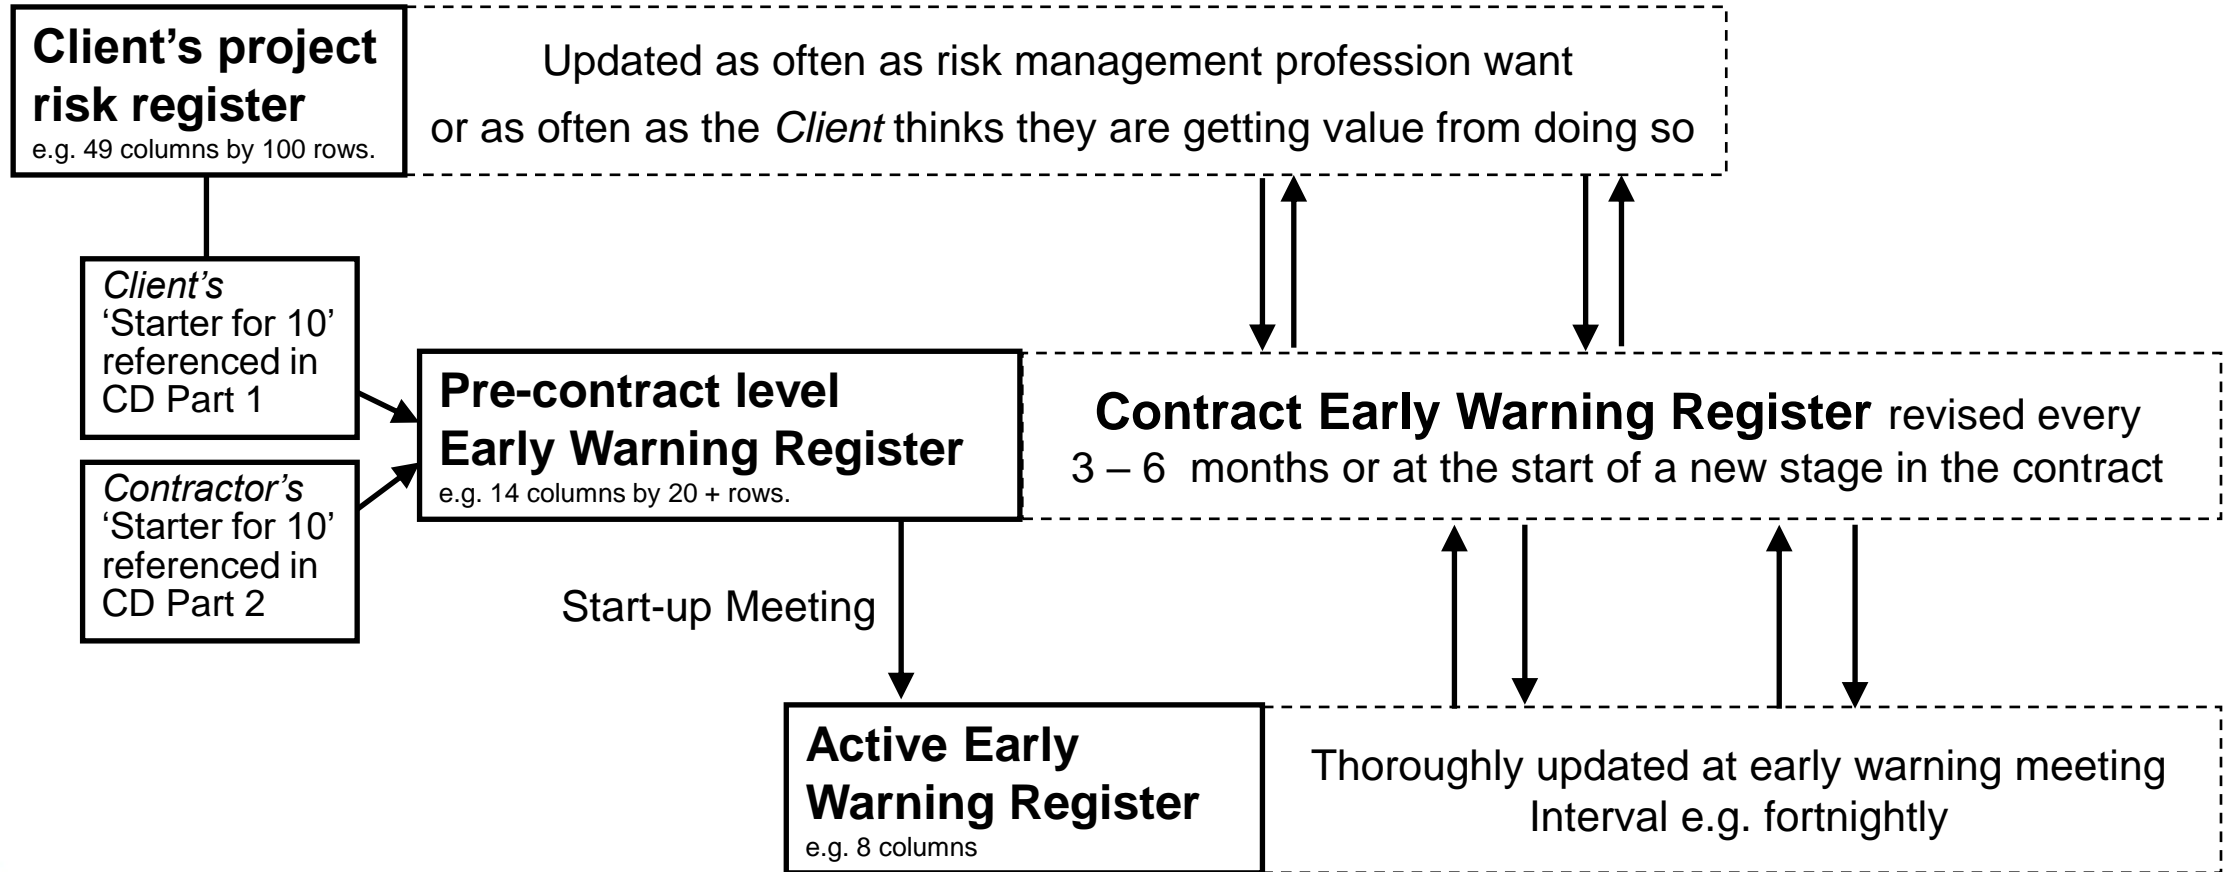 Client’s project
risk register
e.g. 49 columns by 100 rows.
Updated as often as risk management profession want
or as often as the Client thinks they are getting value from doing so
Client’s
‘Starter for 10’
referenced in
CD Part 1
Contractor’s
‘Starter for 10’
referenced in
CD Part 2
Pre-contract level
Early Warning Register
e.g. 14 columns by 20 + rows.
Contract Early Warning Register revised every
3 – 6 months or at the start of a new stage in the contract
Start-up Meeting
Active Early
Warning Register
e.g. 8 columns
Thoroughly updated at early warning meeting
Interval e.g. fortnightly